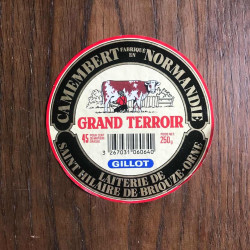 CAMEMBERT FABRIQUÉ EN NORMANDIE
GRAND TERROIR
45
250g
3 267031 060640
GILLOT
LAITERIE DE
SAINT HILAIRE DE BRIOUZE-ORNE